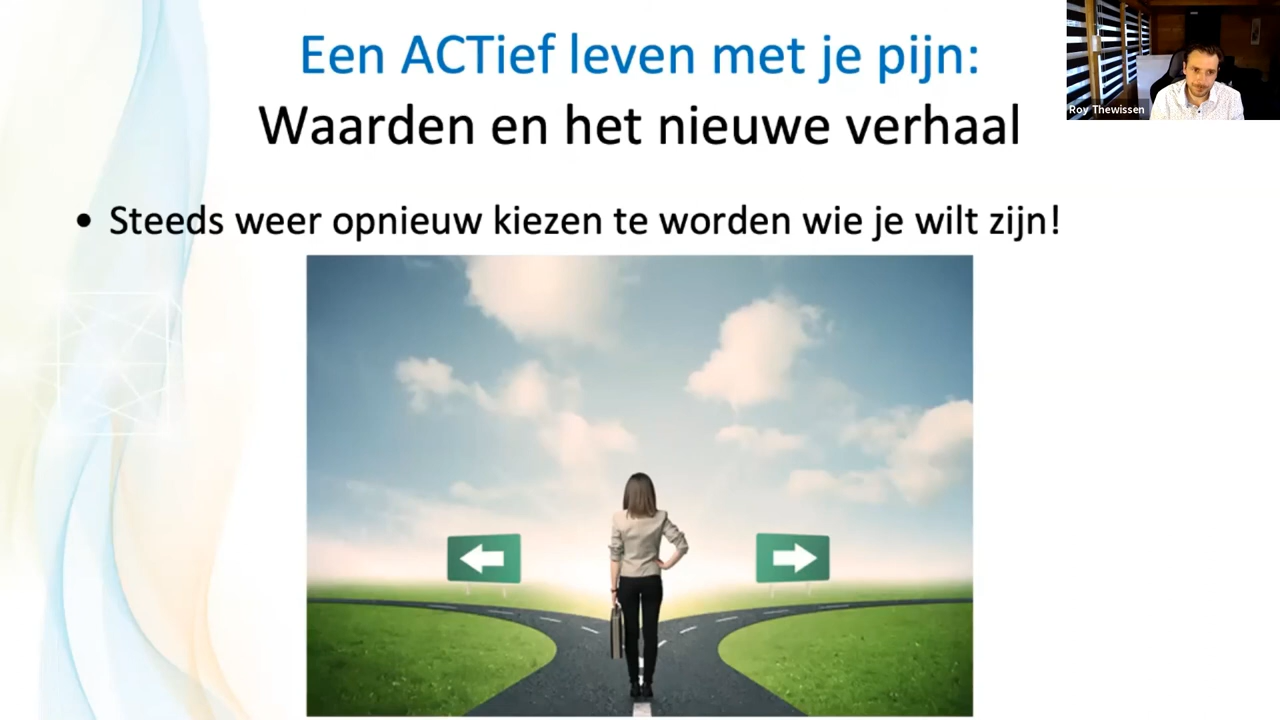 Een ACTief leven met je pijn:
Waarden en het nieuwe verhaal
• Steeds weer opnieuw kiezen te worden wie je wilt zijn!
Roy Thewissen